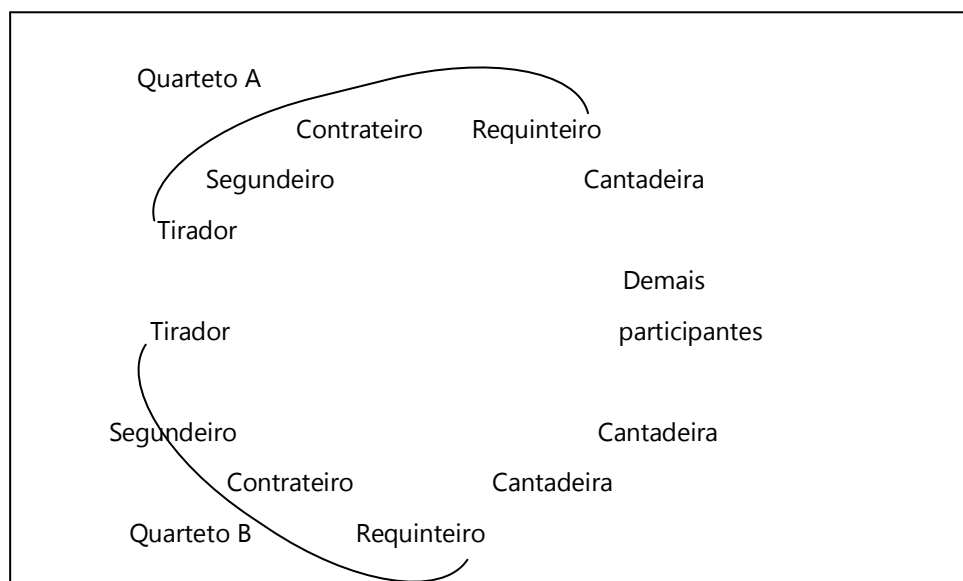 Quarteto A
Contrateiro Requinteiro
Segundeiro Cantadeira
Tirador
Demais
Tirador participantes
Segundeiro Cantadeira
Contrateiro Cantadeira
Quarteto B Requinteiro